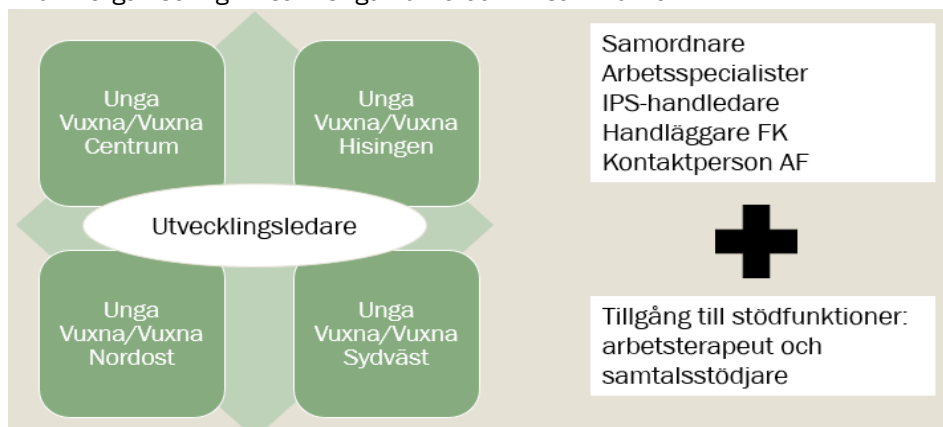 Unga
Vuxna/Vuxna
Centrum
Unga
Vuxna/Vuxna
Hisingen
Utvecklingsledare
Unga
Vuxna/Vuxna
Nordost
Unga
Vuxna/Vuxna
Sydväst
Samordnare
Arbetsspecialister
IPS-handledare
Handläggare FK
Kontaktperson AF
Tillgång till stödfunktioner:
arbetsterapeut och
samtalsstödjare